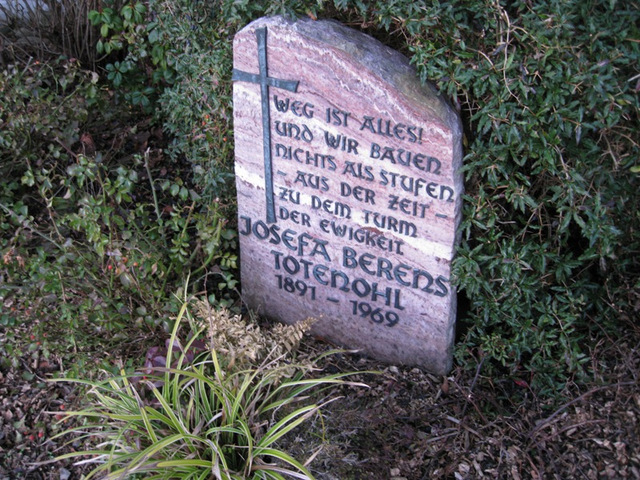 WEG IST ALLES!
UND WIR BAUEN
NICHTS ALS STUFEN
- AUS DER ZEIT -
ZU DEM TURM
DER EWIGKEIT
JOSEFA BERENS
TOTENOHL
1891 - 1969